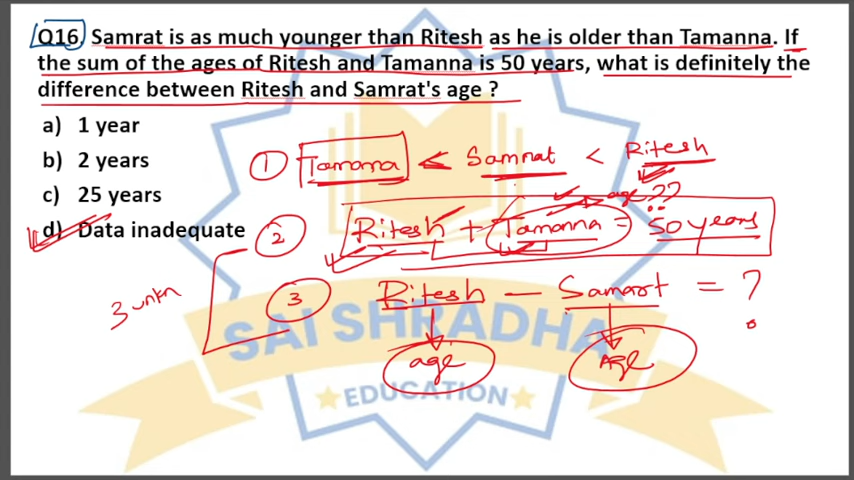 Q16. Samrat is as much younger than Ritesh as he is older than Tamanna. If
the sum of the ages of Ritesh and Tamanna is 50 years, what is definitely the
difference between Ritesh and Samrat's age ?
a) 1 year
b) 2 years
c) 25 years
d) Data inadequate
① Tamanna < Samrat < Ritesh
age ??
② Ritesh + Tamanna = 50 years
③ Ritesh — Samart = ?
3 unkn
age Age
SAI SHRADHA
EDUCATION